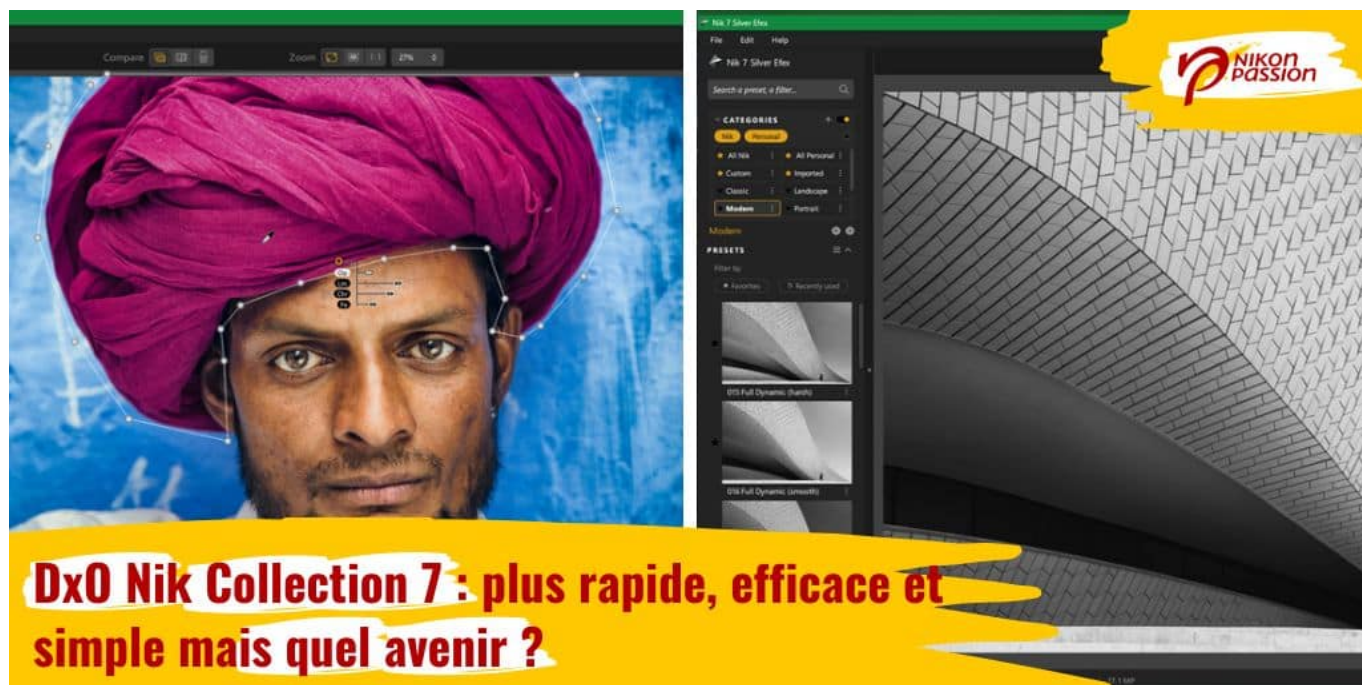 Compare
Zoom
1:1
27%
Nik 7 Silver Efex
File Edit Help
Nik 7 Silver Efex
Search a preset, a filter...
CATEGORIES
Nik Personal
All Nik All Personal
Custom Imported
Classic Landscape
Modern Portrait
Modern
PRESETS
Filter by
Favorites Recently used
015 Full Dynamic (harsh)
016 Full Dynamic (smooth)
NIKON
PASSION
DxO Nik Collection 7 : plus rapide, efficace et
simple mais quel avenir ?